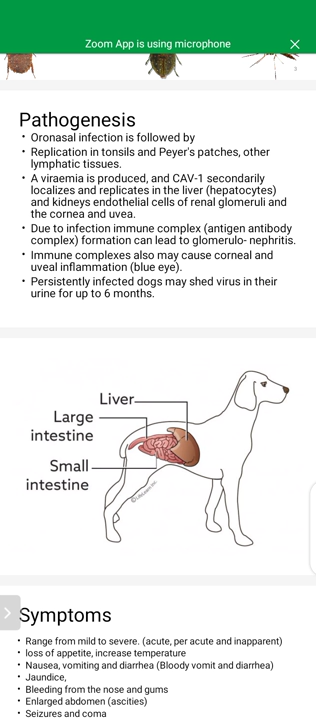 Zoom App is using microphone
3
Pathogenesis
• Oronasal infection is followed by
• Replication in tonsils and Peyer's patches, other
lymphatic tissues.
• A viraemia is produced, and CAV-1 secondarily
localizes and replicates in the liver (hepatocytes)
and kidneys endothelial cells of renal glomeruli and
the cornea and uvea.
• Due to infection immune complex (antigen antibody
complex) formation can lead to glomerulo- nephritis.
• Immune complexes also may cause corneal and
uveal inflammation (blue eye).
• Persistently infected dogs may shed virus in their
urine for up to 6 months.
Liver
Large
intestine
Small
intestine
Symptoms
• Range from mild to severe. (acute, per acute and inapparent)
• loss of appetite, increase temperature
• Nausea, vomiting and diarrhea (Bloody vomit and diarrhea)
• Jaundice,
• Bleeding from the nose and gums
• Enlarged abdomen (ascities)
• Seizures and coma